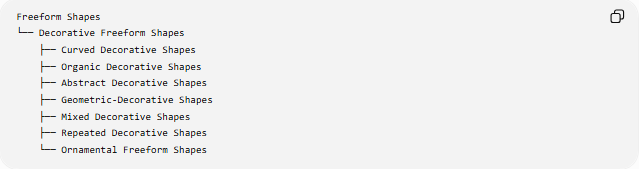 Freeform Shapes
└── Decorative Freeform Shapes
    ├── Curved Decorative Shapes
    ├── Organic Decorative Shapes
    ├── Abstract Decorative Shapes
    ├── Geometric-Decorative Shapes
    ├── Mixed Decorative Shapes
    ├── Repeated Decorative Shapes
    └── Ornamental Freeform Shapes